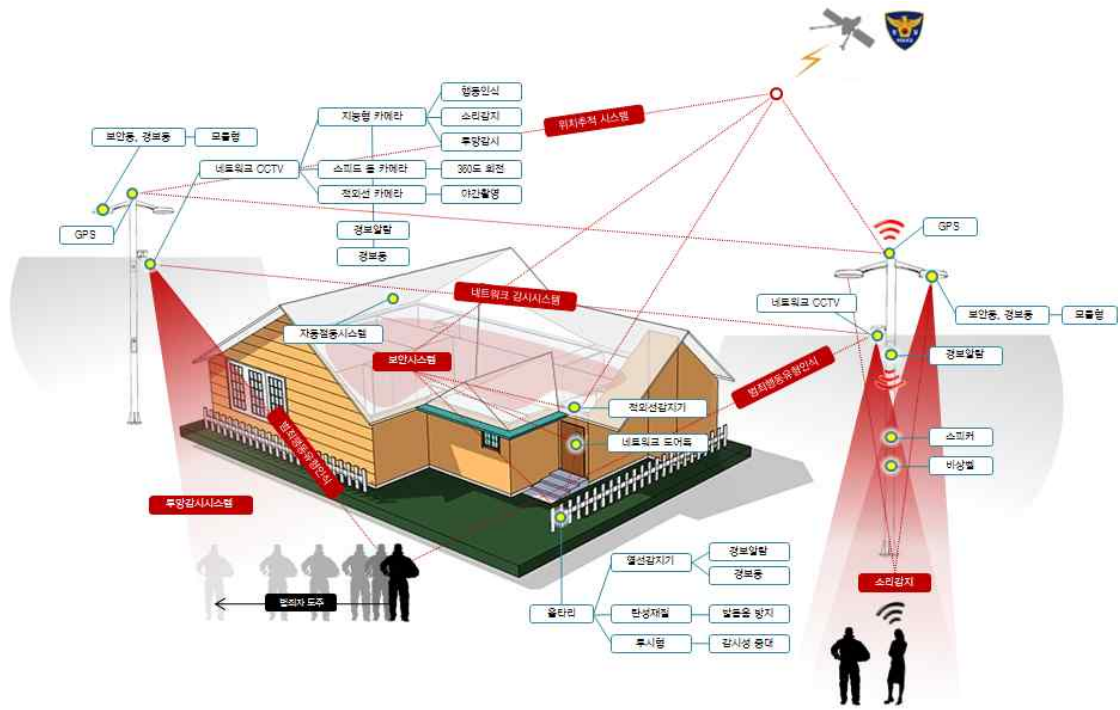 행동인식
지능형 카메라
소리감지
위치추적 시스템
투망감시
보안등, 경보등
모듈형
네트워크 CCTV
스피드 돔 카메라
360도 회전
적외선 카메라
야간촬영
GPS
경보알람
경보등
GPS
네트워크 감시시스템
네트워크 CCTV
보안등, 경보등
모듈형
자동점등시스템
보안시스템
경보알람
범죄행동유형인식
적외선감지기
네트워크 도어록
스피커
비상벨
범죄행동유형인식
투망감시시스템
열선감지기
경보알람
경보등
소리감지
범죄자 도주
울타리
탄성재질
발돋움 방지
투시형
감시성 증대